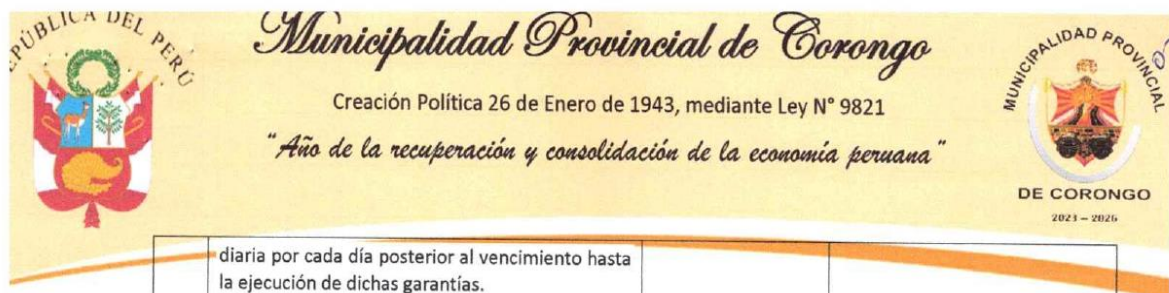 REPÚBLICA DEL PERÚ
Municipalidad Provincial de Corongo
Creación Política 26 de Enero de 1943, mediante Ley N° 9821
"Año de la recuperación y consolidación de la economía peruana"
MUNICIPALIDAD PROVINCIAL
DE CORONGO
2023 – 2026
diaria por cada día posterior al vencimiento hasta
la ejecución de dichas garantías.